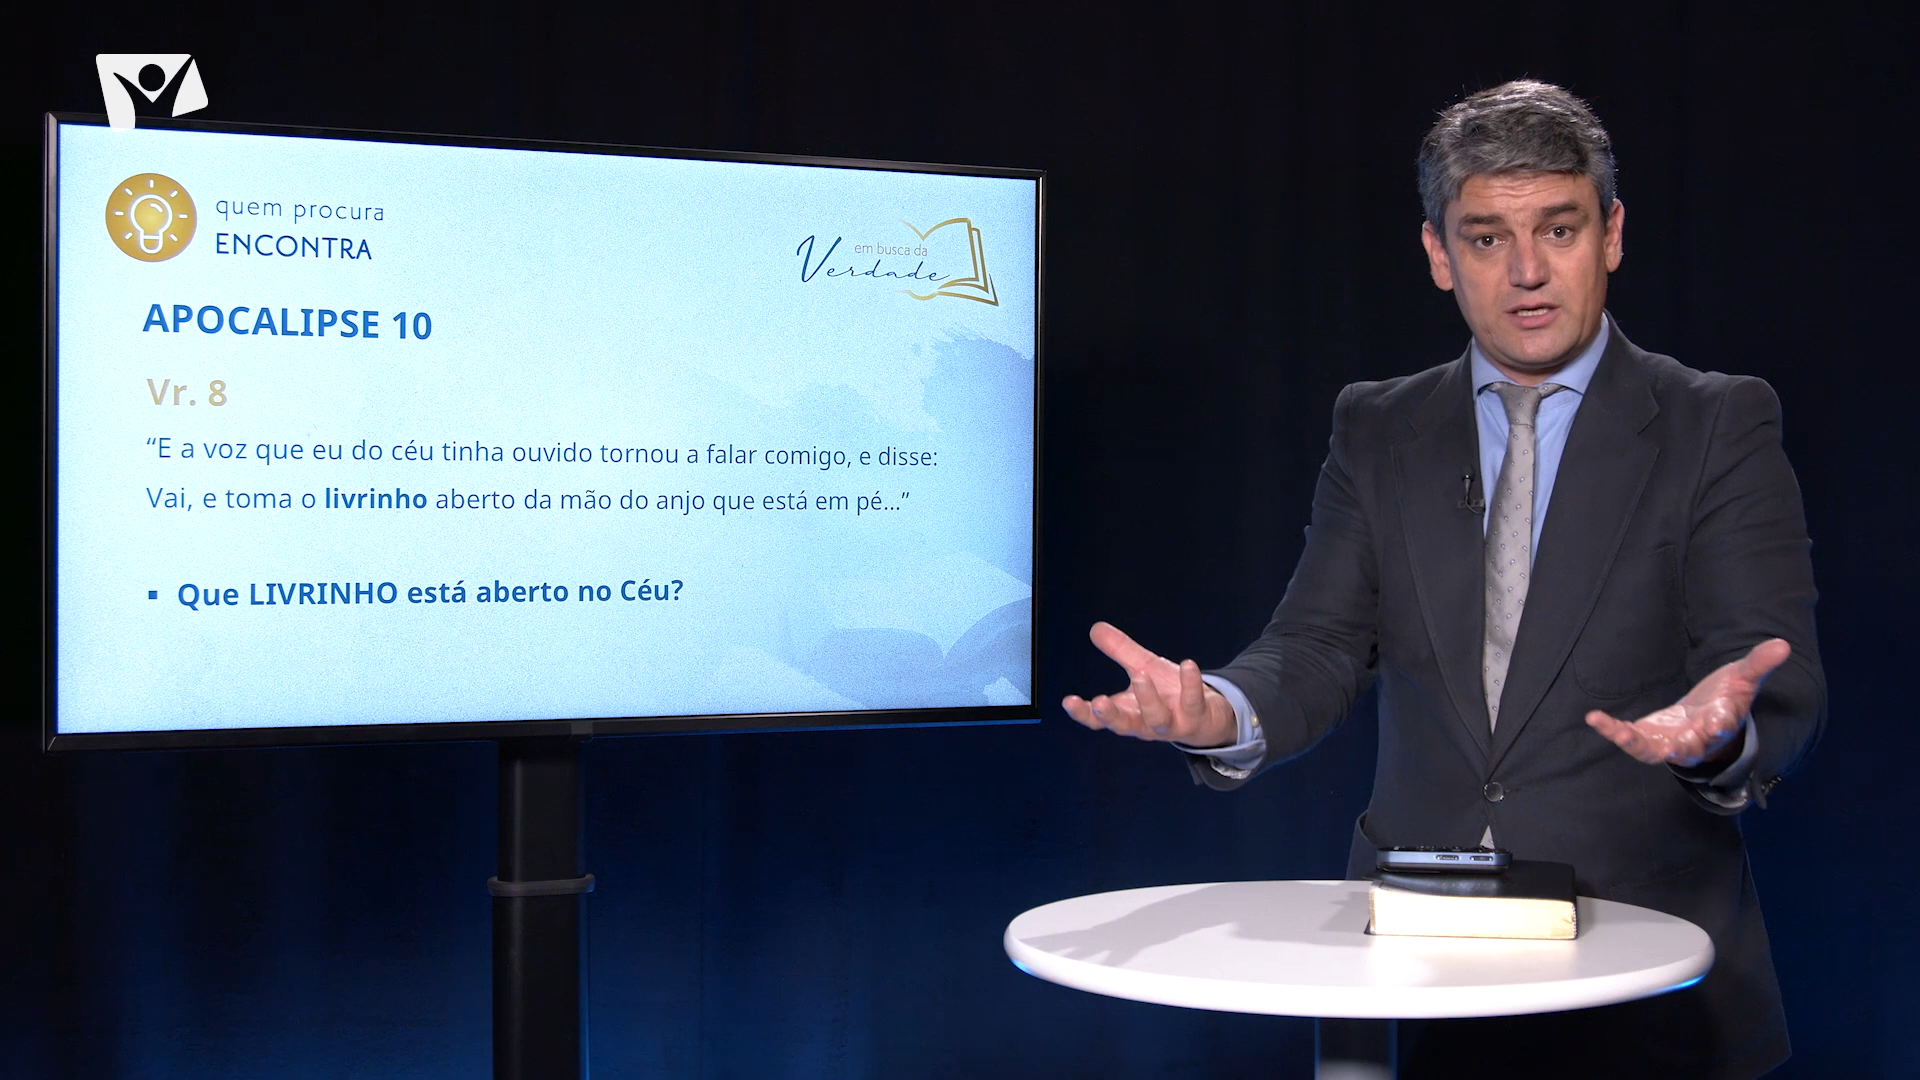 quem procura
ENCONTRA
em busca da
Verdade
APOCALIPSE 10
Vr. 8
“E a voz que eu do céu tinha ouvido tornou a falar comigo, e disse:
Vai, e toma o livrinho aberto da mão do anjo que está em pé...”
▪ Que LIVRINHO está aberto no Céu?